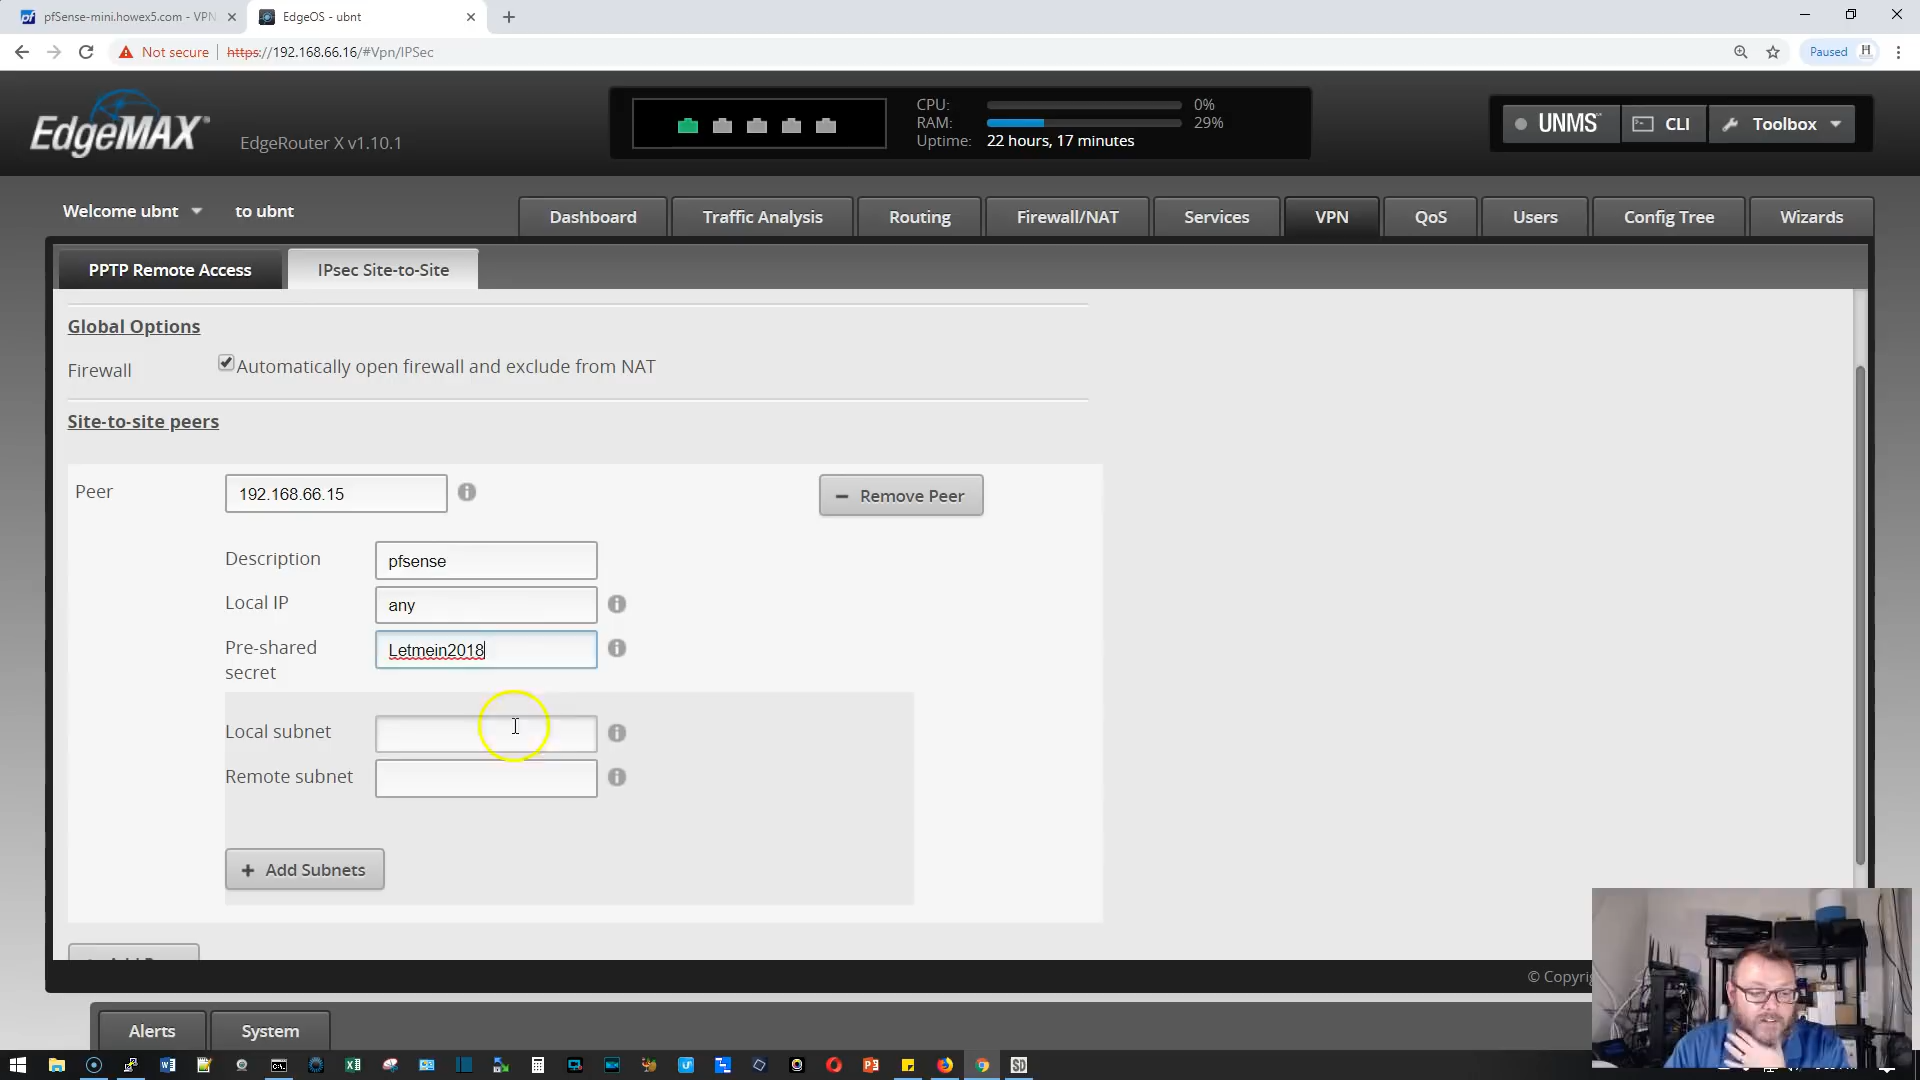 pfSense-mini.howex5.com - VPN
EdgeOS - ubnt
Not secure
https://192.168.66.16/#Vpn/IPSec
Paused H
EdgeMAX
EdgeRouter X v1.10.1
CPU: 0%
RAM: 29%
Uptime: 22 hours, 17 minutes
UNMS
CLI
Toolbox
Welcome ubnt to ubnt
Dashboard
Traffic Analysis
Routing
Firewall/NAT
Services
VPN
QoS
Users
Config Tree
Wizards
PPTP Remote Access
IPsec Site-to-Site
Global Options
Firewall Automatically open firewall and exclude from NAT
Site-to-site peers
Peer 192.168.66.15
Remove Peer
Description pfsense
Local IP any
Pre-shared secret Letmein2018
Local subnet
Remote subnet
Add Subnets
© Copyri
Alerts
System